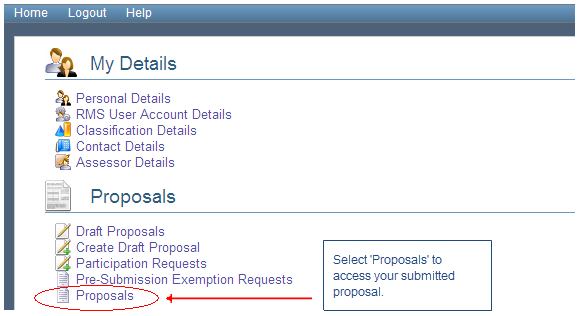 Home Logout Help
My Details
Personal Details
RMS User Account Details
Classification Details
Contact Details
Assessor Details
Proposals
Draft Proposals
Create Draft Proposal
Participation Requests
Pre-Submission Exemption Requests
Proposals
Select 'Proposals' to
access your submitted
proposal.